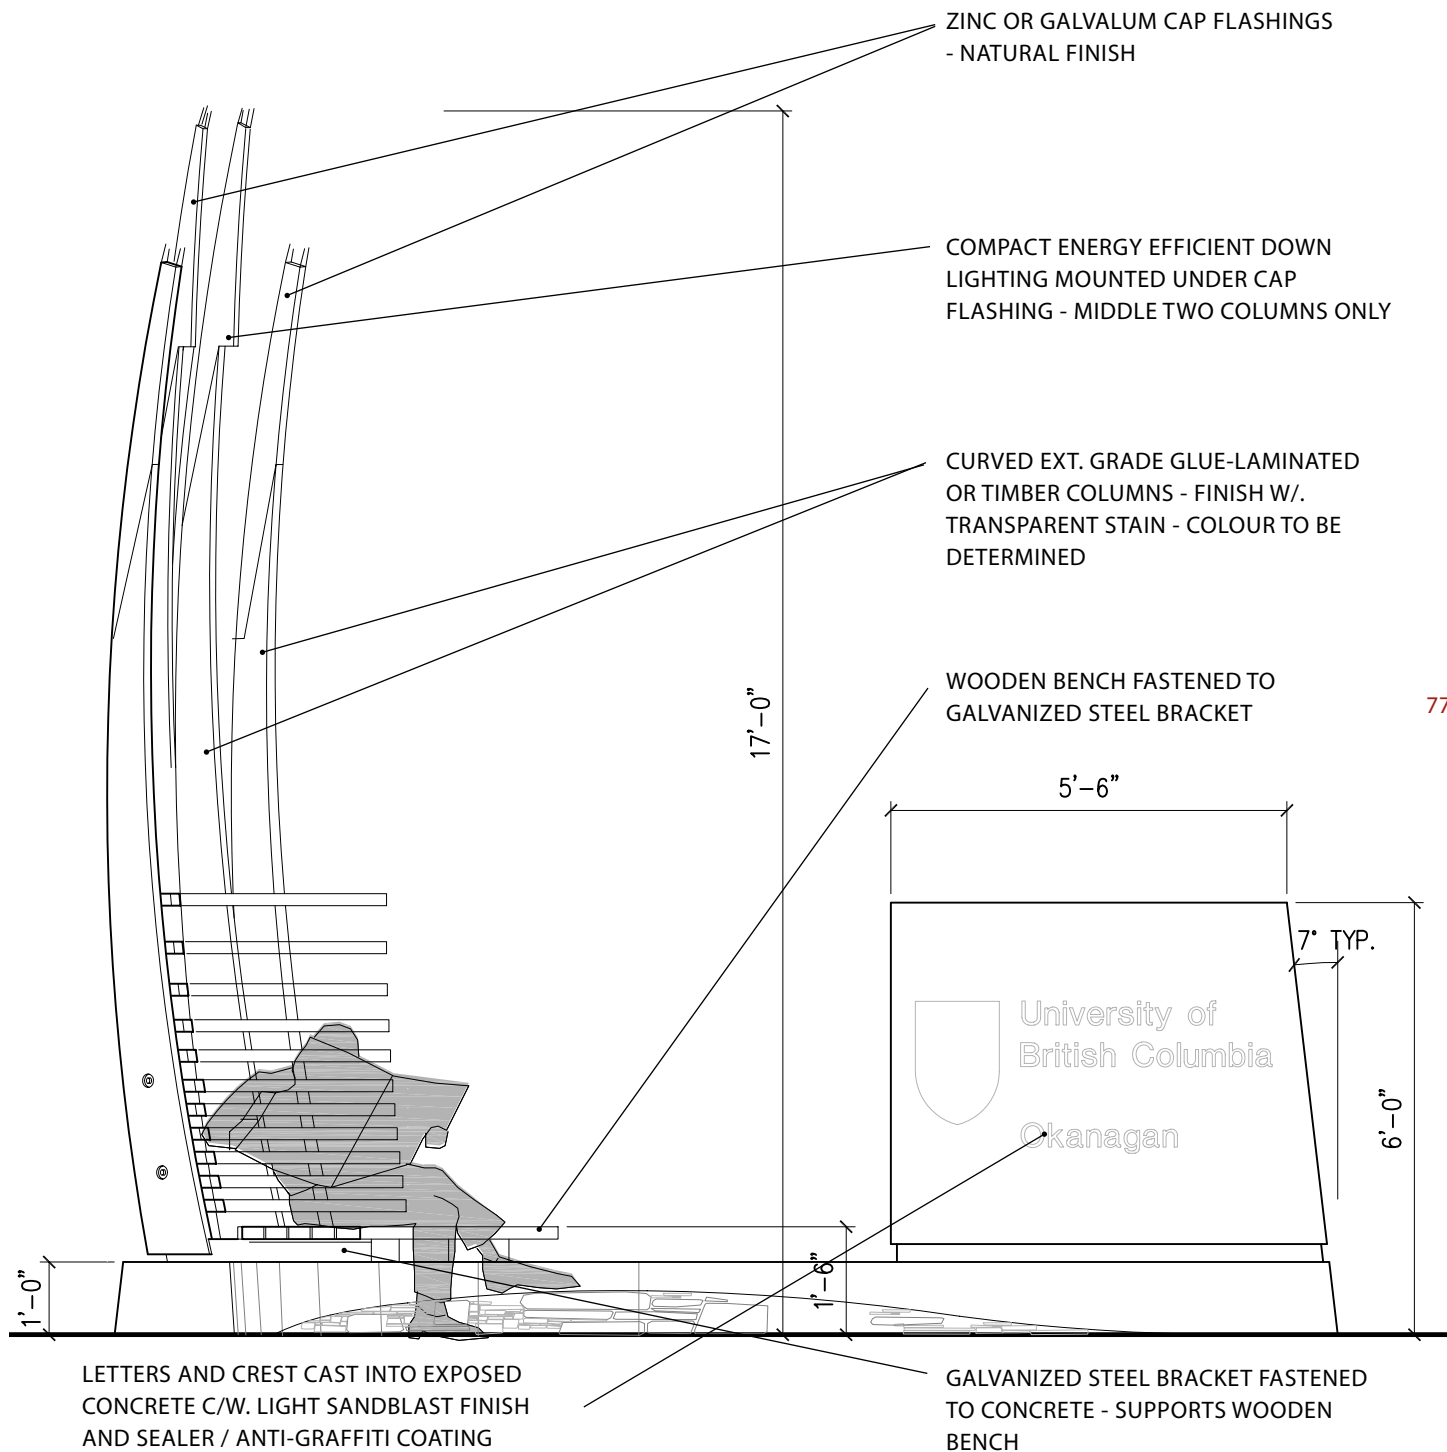 ZINC OR GALVALUM CAP FLASHINGS
- NATURAL FINISH
COMPACT ENERGY EFFICIENT DOWN
LIGHTING MOUNTED UNDER CAP
FLASHING - MIDDLE TWO COLUMNS ONLY
CURVED EXT. GRADE GLUE-LAMINATED
OR TIMBER COLUMNS - FINISH W/.
TRANSPARENT STAIN - COLOUR TO BE
DETERMINED
WOODEN BENCH FASTENED TO
GALVANIZED STEEL BRACKET
77
17’–0”
5’–6”
7° TYP.
University of
British Columbia
Okanagan
6’–0”
1’–6”
1’–0”
LETTERS AND CREST CAST INTO EXPOSED
CONCRETE C/W. LIGHT SANDBLAST FINISH
AND SEALER / ANTI-GRAFFITI COATING
GALVANIZED STEEL BRACKET FASTENED
TO CONCRETE - SUPPORTS WOODEN
BENCH